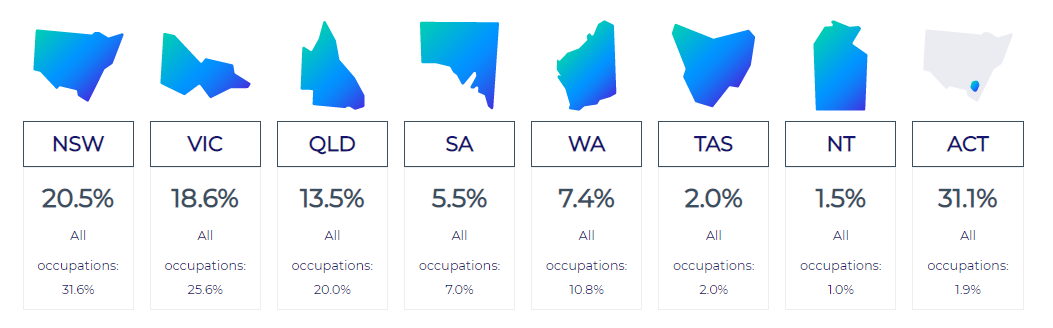 NSW VIC QLD SA WA TAS NT ACT
20.5% 18.6% 13.5% 5.5% 7.4% 2.0% 1.5% 31.1%
All All All All All All All All
occupations: occupations: occupations: occupations: occupations: occupations: occupations: occupations:
31.6% 25.6% 20.0% 7.0% 10.8% 2.0% 1.0% 1.9%